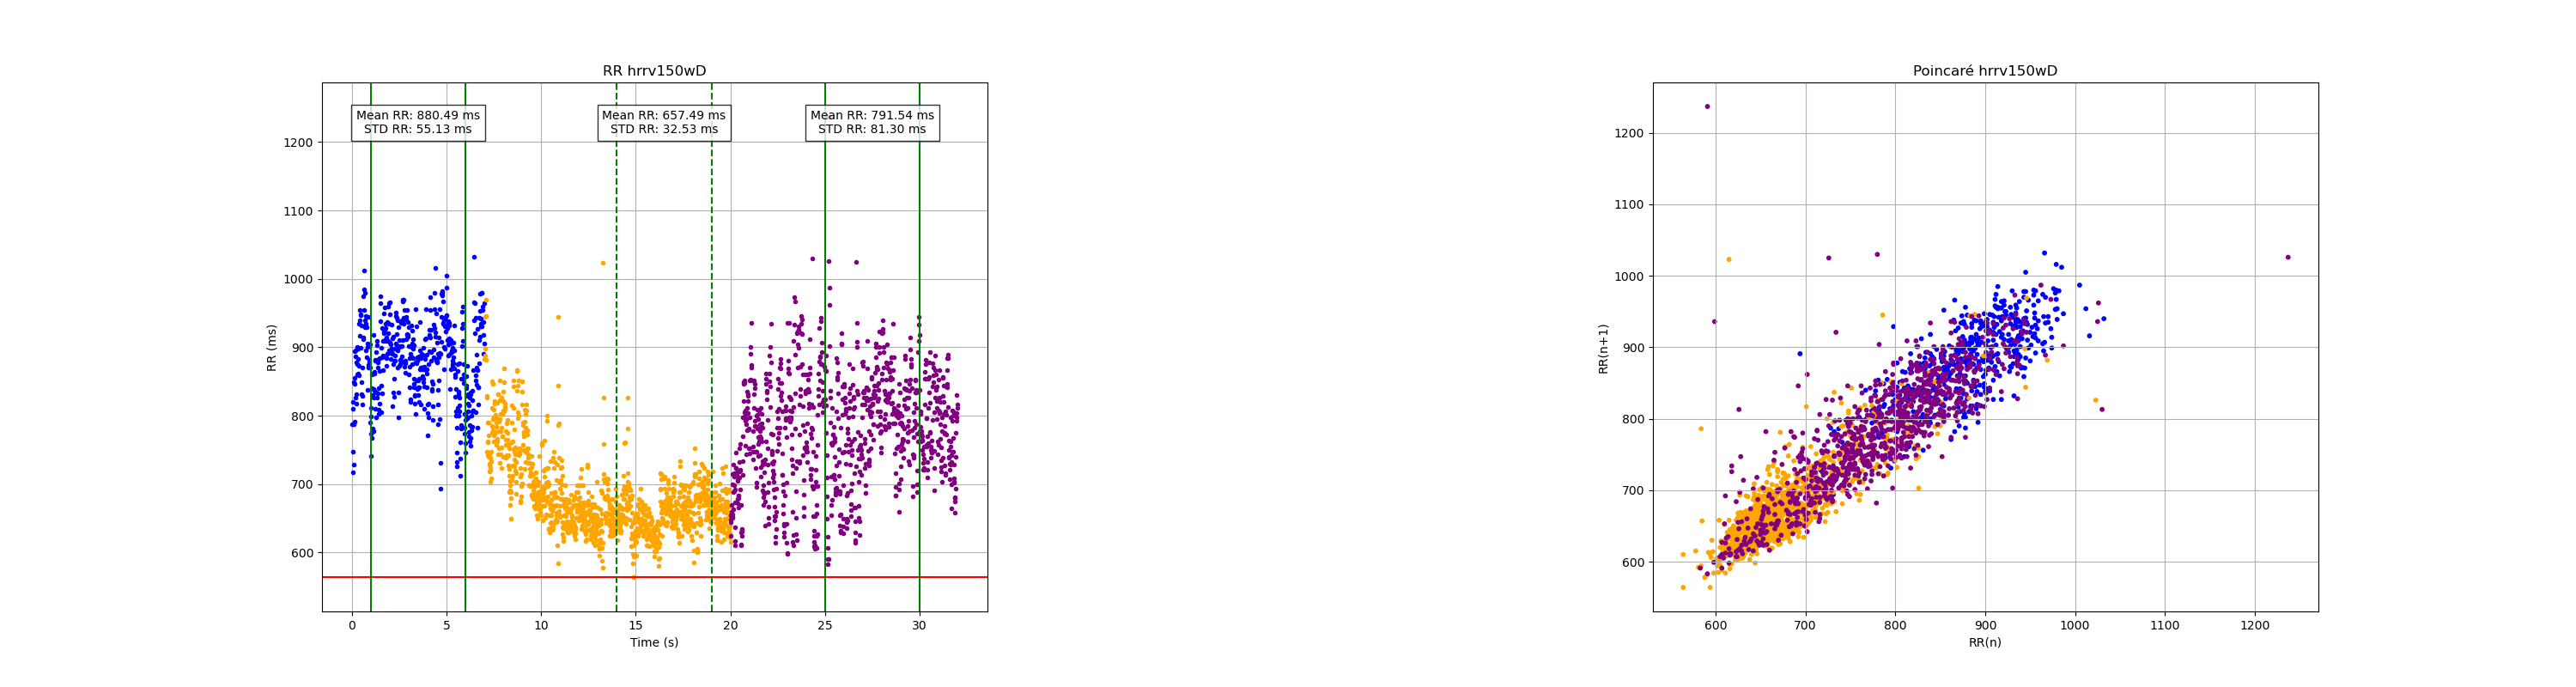 RR hrrv150wD
Mean RR: 880.49 ms
STD RR: 55.13 ms
Mean RR: 657.49 ms
STD RR: 32.53 ms
Mean RR: 791.54 ms
STD RR: 81.30 ms
RR (ms)
1200
1100
1000
900
800
700
600
0 5 10 15 20 25 30
Time (s)
Poincaré hrrv150wD
RR(n+1)
1200
1100
1000
900
800
700
600
600 700 800 900 1000 1100 1200
RR(n)